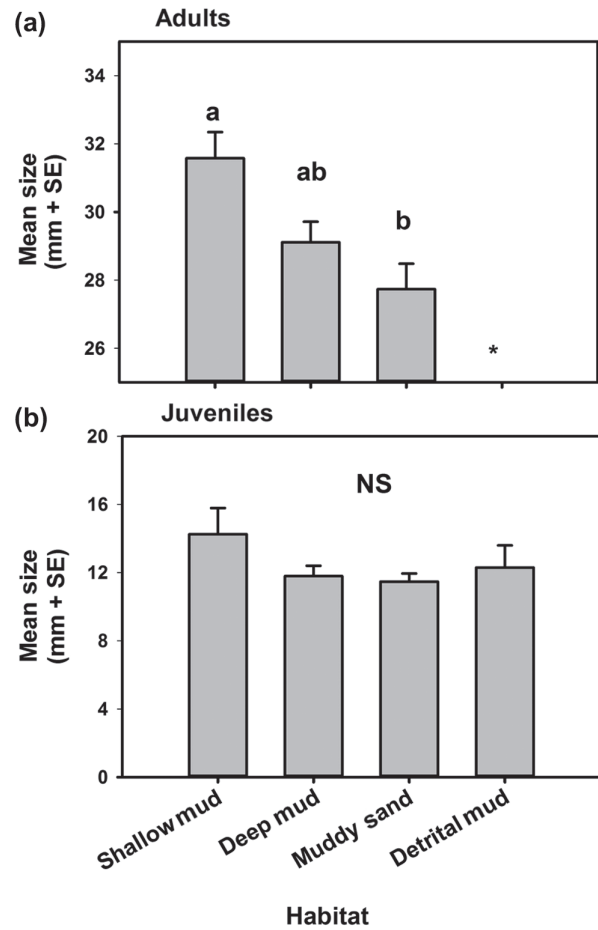 (a) Adults
Mean size
(mm + SE)
34
32
30
28
26
a
ab
b
*
(b) Juveniles
Mean size
(mm + SE)
20
16
12
8
4
0
NS
Shallow mud
Deep mud
Muddy sand
Detrital mud
Habitat